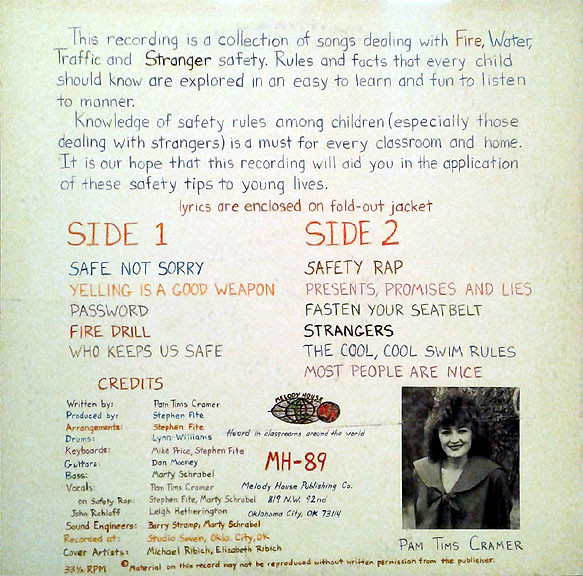 This recording is a collection of songs dealing with Fire, Water,
Traffic and Stranger safety. Rules and facts that every child
should know are explored in an easy to learn and fun to listen
to manner.
Knowledge of safety rules among children (especially those
dealing with strangers) is a must for every classroom and home.
It is our hope that this recording will aid you in the application
of these safety tips to young lives.
lyrics are enclosed on fold-out jacket
SIDE 1
SAFE NOT SORRY
YELLING IS A GOOD WEAPON
PASSWORD
FIRE DRILL
WHO KEEPS US SAFE
SIDE 2
SAFETY RAP
PRESENTS, PROMISES AND LIES
FASTEN YOUR SEATBELT
STRANGERS
THE COOL, COOL SWIM RULES
MOST PEOPLE ARE NICE
CREDITS
Written by: Pam Tims Cramer
Produced by: Stephen Fite
Arrangements: Stephen Fite
Drums: Lynn Williams
Keyboards: Mike Price, Stephen Fite
Guitars: Dan Mooney
Bass: Marty Schrabel
Vocals: Pam Tims Cramer
on Safety Rap: Stephen Fite, Marty Schrabel
John Rohloff Leigh Hetherington
Sound Engineers: Barry Stramp, Marty Schrabel
Recorded at: Studio Seven, Okla. City, OK
Cover Artists: Michael Ribich, Elizabeth Ribich
33⅓ RPM
MELODY HOUSE
MH
Heard in classrooms around the world
MH-89
Melody House Publishing Co.
819 N.W. 92nd
Oklahoma City, OK 73114
PAM TIMS CRAMER
© Material on this record may not be reproduced without written permission from the publisher.